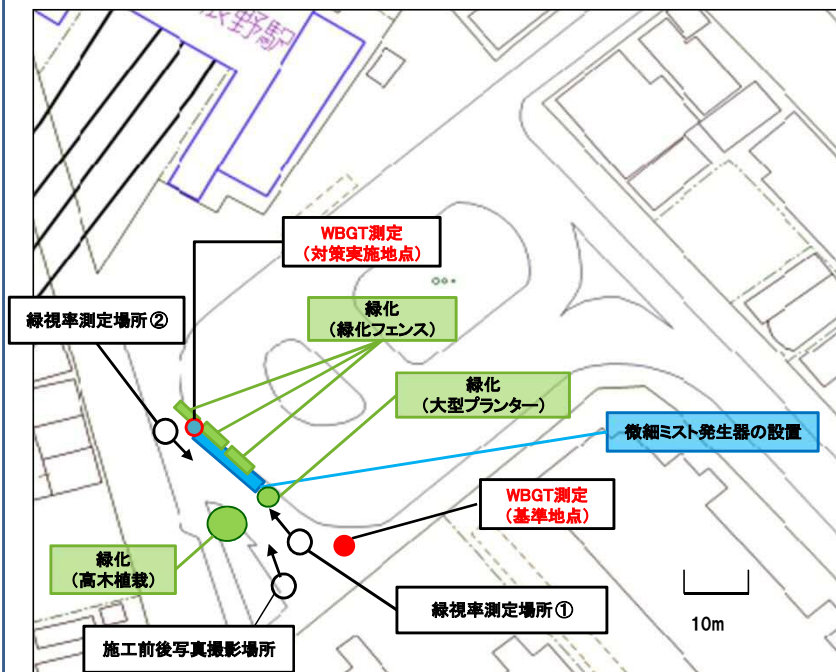 長野駅
WBGT測定
（対策実施地点）
緑視率測定場所②
緑化
（緑化フェンス）
緑化
（大型プランター）
微細ミスト発生器の設置
WBGT測定
（基準地点）
緑化
（高木植栽）
緑視率測定場所①
10m
施工前後写真撮影場所